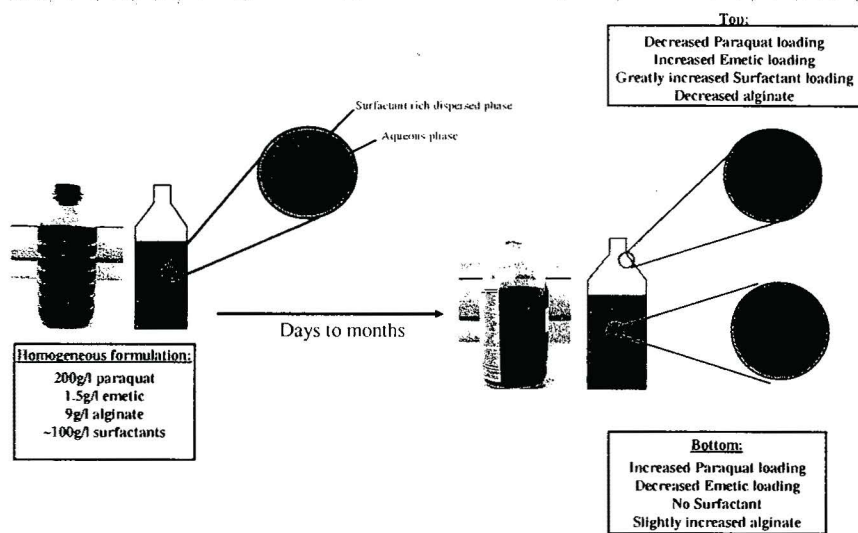 Top:
Decreased Paraquat loading
Increased Emetic loading
Greatly increased Surfactant loading
Decreased alginate
Surfactant rich dispersed phase
Aqueous phase
Days to months
Homogeneous formulation:
200g/l paraquat
1.5g/l emetic
9g/l alginate
~100g/l surfactants
Bottom:
Increased Paraquat loading
Decreased Emetic loading
No Surfactant
Slightly increased alginate